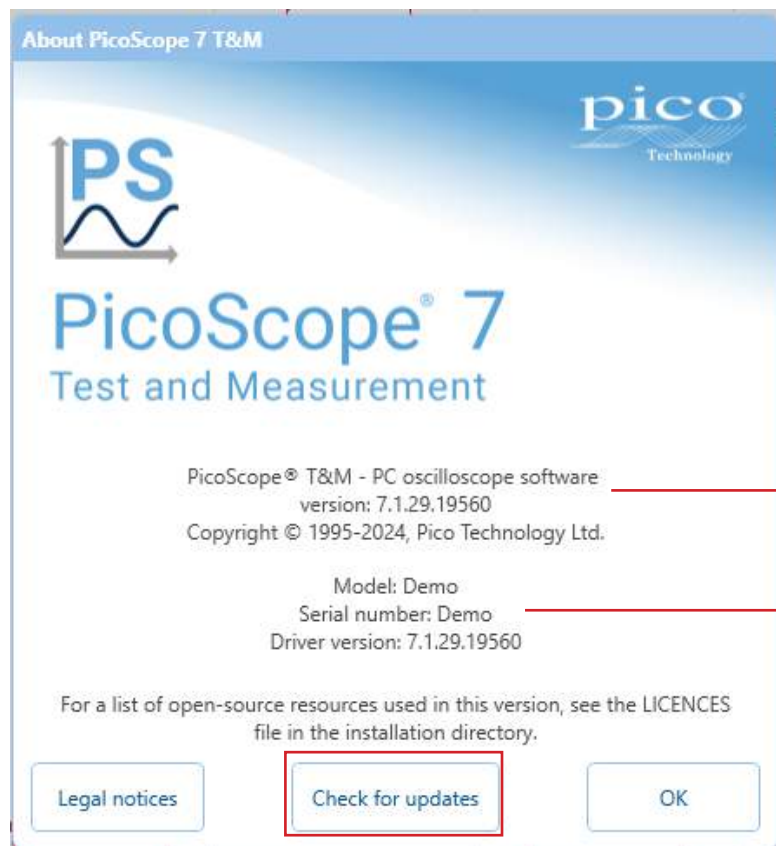 About PicoScope 7 T&M
pico
Technology
PS
PicoScope® 7
Test and Measurement
PicoScope® T&M - PC oscilloscope software
version: 7.1.29.19560
Copyright © 1995-2024, Pico Technology Ltd.
Model: Demo
Serial number: Demo
Driver version: 7.1.29.19560
For a list of open-source resources used in this version, see the LICENCES
file in the installation directory.
Legal notices
Check for updates
OK